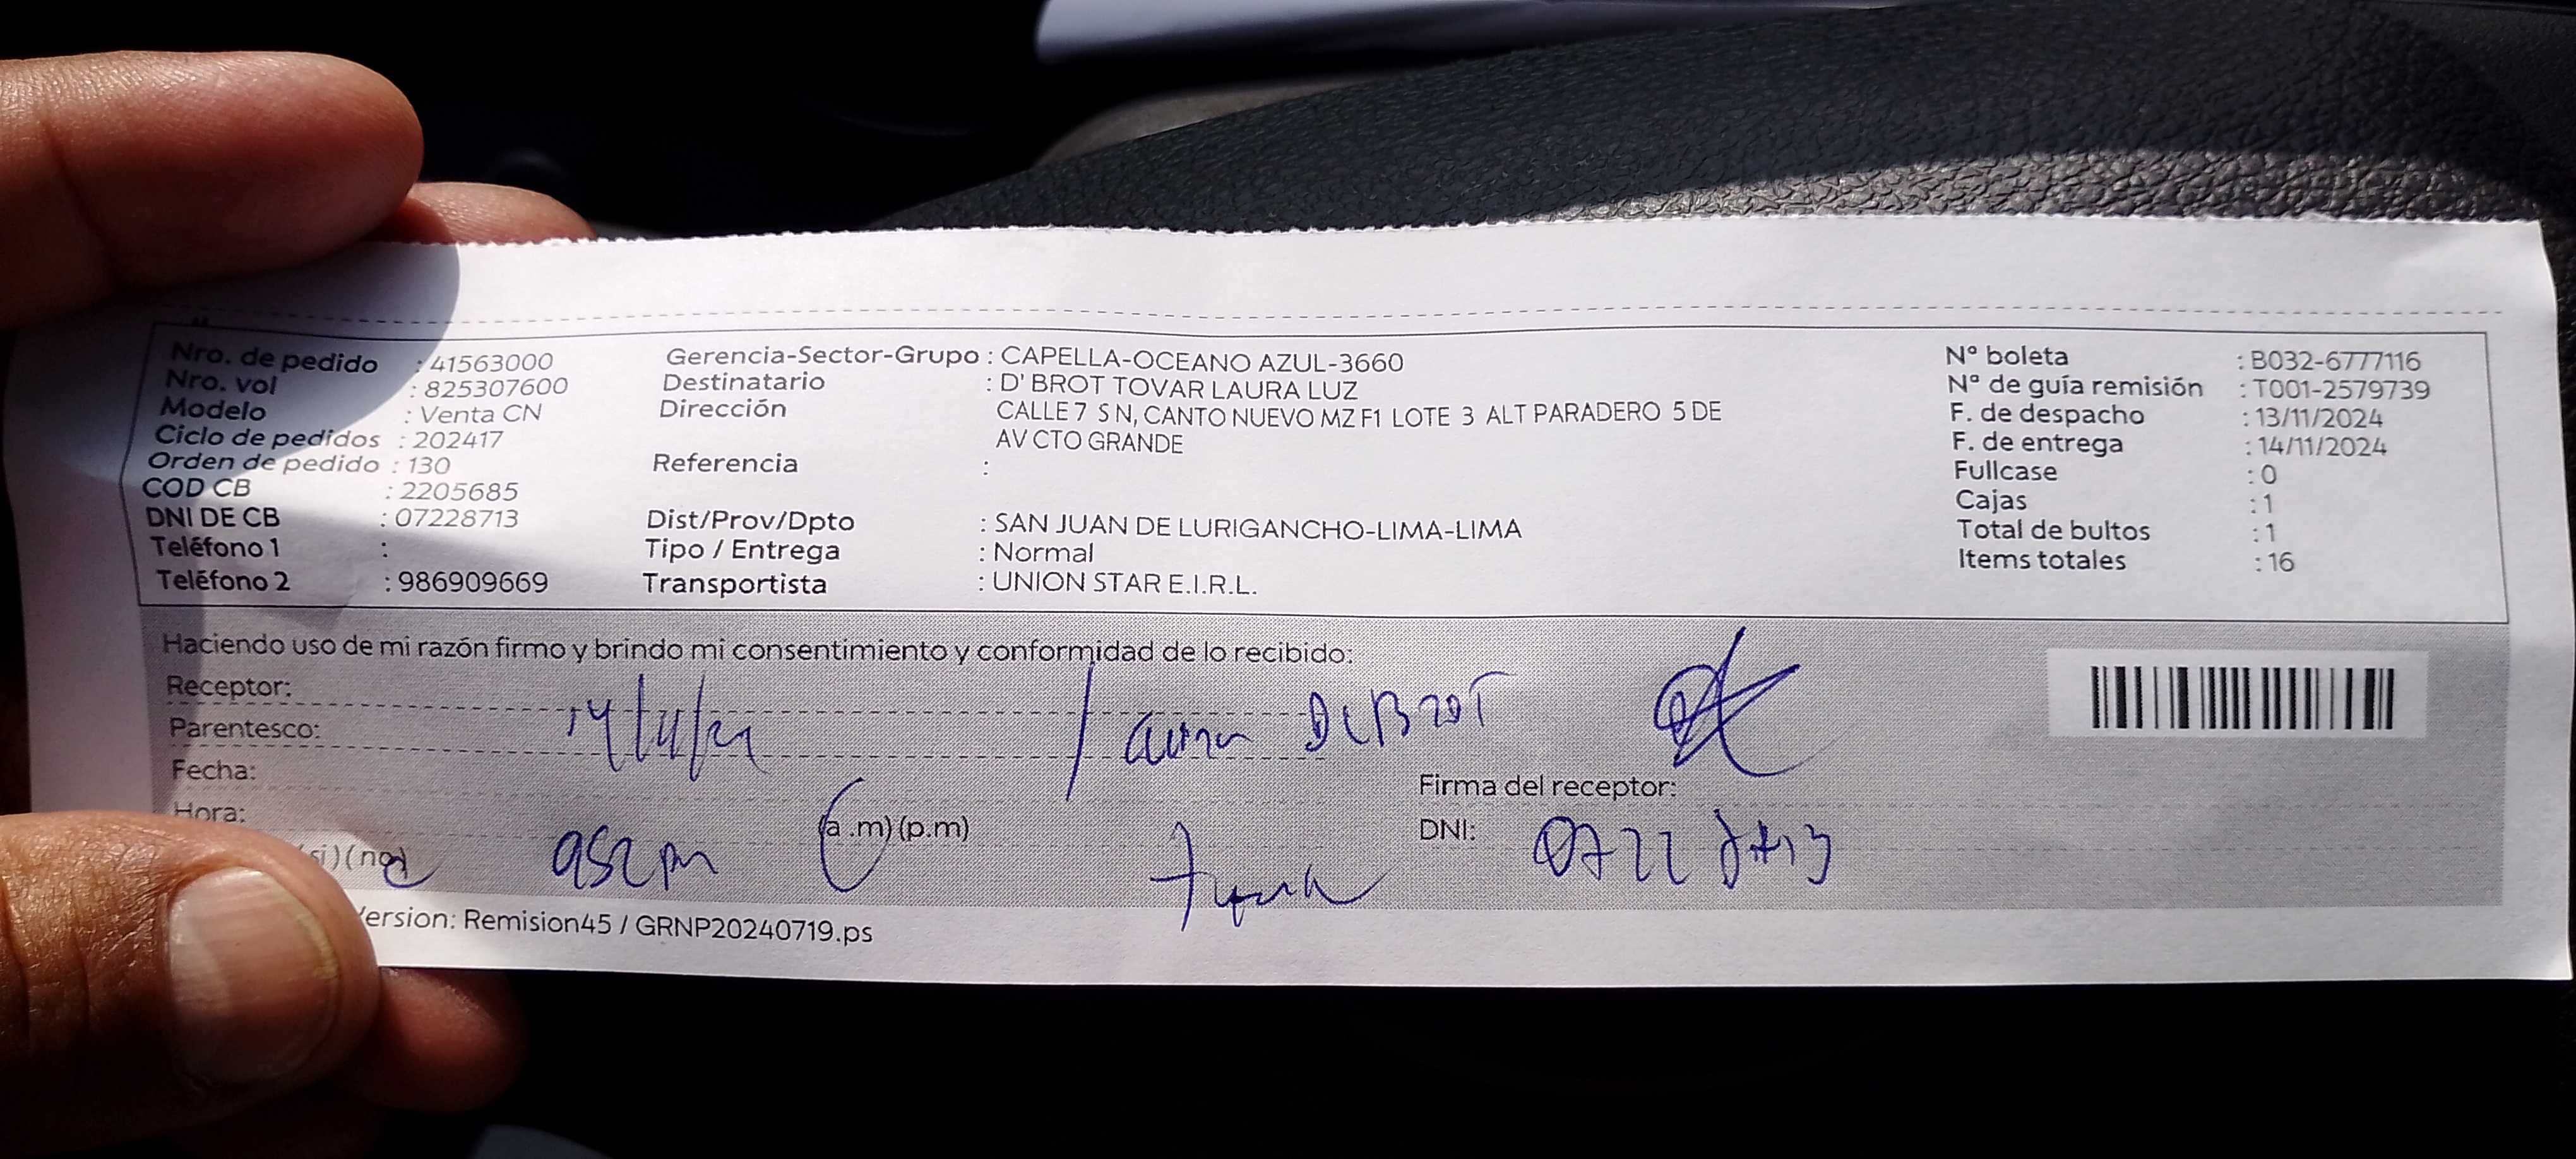 Nro. de pedido : 41563000
Nro. vol : 825307600
Modelo : Venta CN
Ciclo de pedidos : 202417
Orden de pedido : 130
COD CB : 2205685
DNI DE CB : 07228713
Teléfono 1 :
Teléfono 2 : 986909669
Gerencia-Sector-Grupo : CAPELLA-OCEANO AZUL-3660
Destinatario : D' BROT TOVAR LAURA LUZ
Dirección CALLE 7 S N, CANTO NUEVO MZ F1 LOTE 3 ALT PARADERO 5 DE
AV CTO GRANDE
Referencia :
Dist/Prov/Dpto : SAN JUAN DE LURIGANCHO-LIMA-LIMA
Tipo / Entrega : Normal
Transportista : UNION STAR E.I.R.L.
N° boleta : B032-6777116
N° de guía remisión : T001-2579739
F. de despacho : 13/11/2024
F. de entrega : 14/11/2024
Fullcase : 0
Cajas : 1
Total de bultos : 1
Items totales : 16
Haciendo uso de mi razón firmo y brindo mi consentimiento y conformidad de lo recibido:
Receptor:
Parentesco:
14/11/24 / Laura DeBROT
Fecha:
Firma del receptor:
Hora:
(a .m)(p.m)
DNI: 07228713
(si)(no)
Version: Remision45 / GRNP20240719.ps